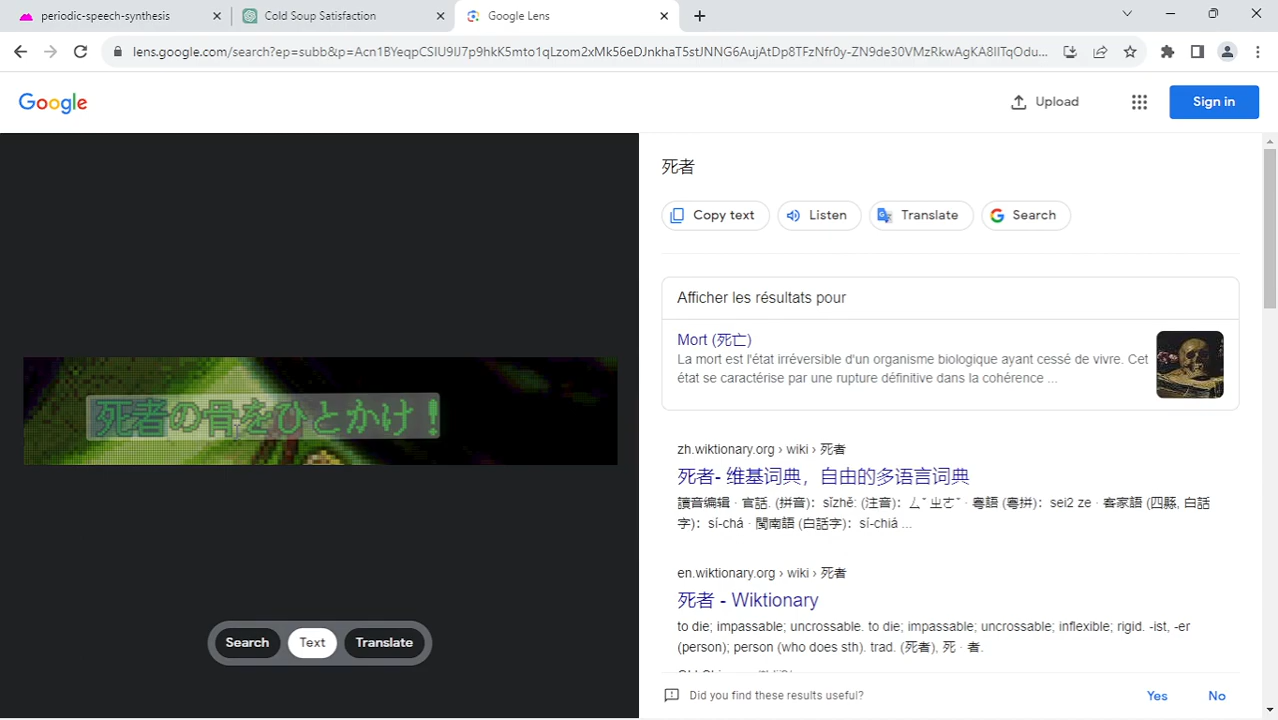 periodic-speech-synthesis
Cold Soup Satisfaction
Google Lens
lens.google.com/search?ep=subb&p=Acn1BYeqpCSIU9IJ7p9hkK5mto1qLzom2xMk56eDJnkhaT5stJNNG6AujAtDp8TFzNfr0y-ZN9de30VMzRkwAgKA8IITqOdu...
Google
Upload
Sign in
死者
Copy text
Listen
Translate
Search
Afficher les résultats pour
Mort (死亡)
La mort est l'état irréversible d'un organisme biologique ayant cessé de vivre. Cet
état se caractérise par une rupture définitive dans la cohérence ...
死者の骨をひとかけ!
zh.wiktionary.org › wiki › 死者
死者- 维基词典，自由的多语言词典
讀音编辑 · 官話. (拼音)：sǐzhě: (注音)：ㄙˇ ㄓㄜˇ · 粵語 (粵拼)：sei2 ze · 客家語 (四縣, 白話
字)：sí-chá · 閩南語 (白話字)：sí-chiá ...
en.wiktionary.org › wiki › 死者
死者 - Wiktionary
to die; impassable; uncrossable. to die; impassable; uncrossable; inflexible; rigid. -ist, -er
(person); person (who does sth). trad. (死者), 死 · 者.
Search
Text
Translate
Did you find these results useful?
Yes
No